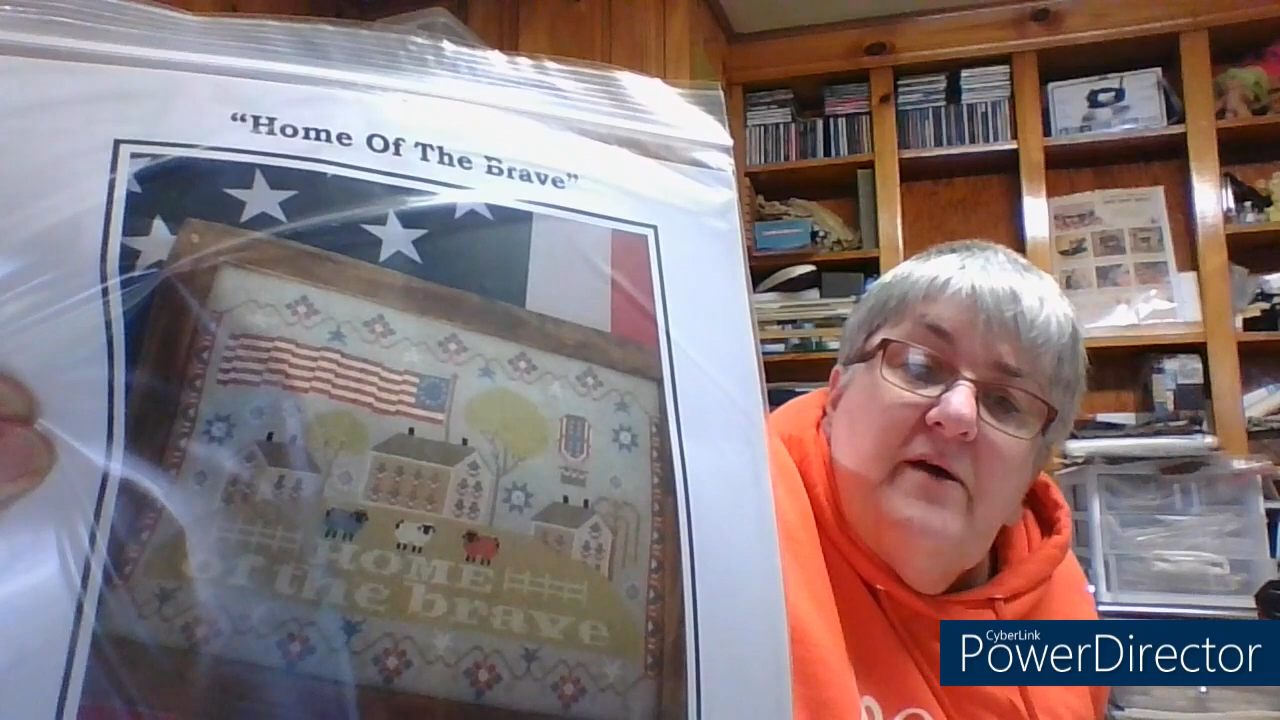 “Home Of The Brave”
HOME
of the brave
CyberLink
PowerDirector